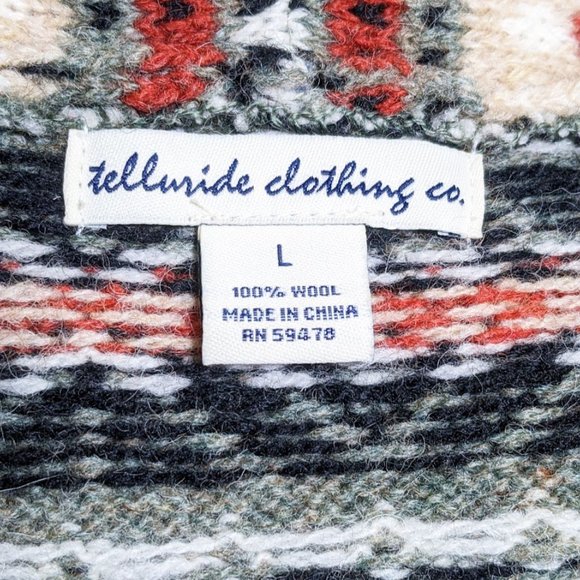 telluride clothing co.
L
100% WOOL
MADE IN CHINA
RN 59478